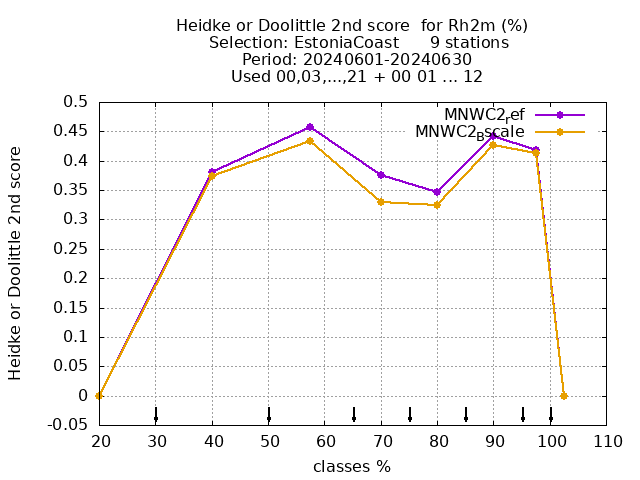 Heidke or Doolittle 2nd score  for Rh2m (%)
Selection: EstoniaCoast      9 stations
Period: 20240601-20240630
Used 00,03,...,21 + 00 01 ... 12
MNWC2ref
MNWC2Bscale
0.5
0.45
0.4
0.35
0.3
0.25
0.2
0.15
0.1
0.05
0
-0.05
Heidke or Doolittle 2nd score
20 30 40 50 60 70 80 90 100 110
classes %